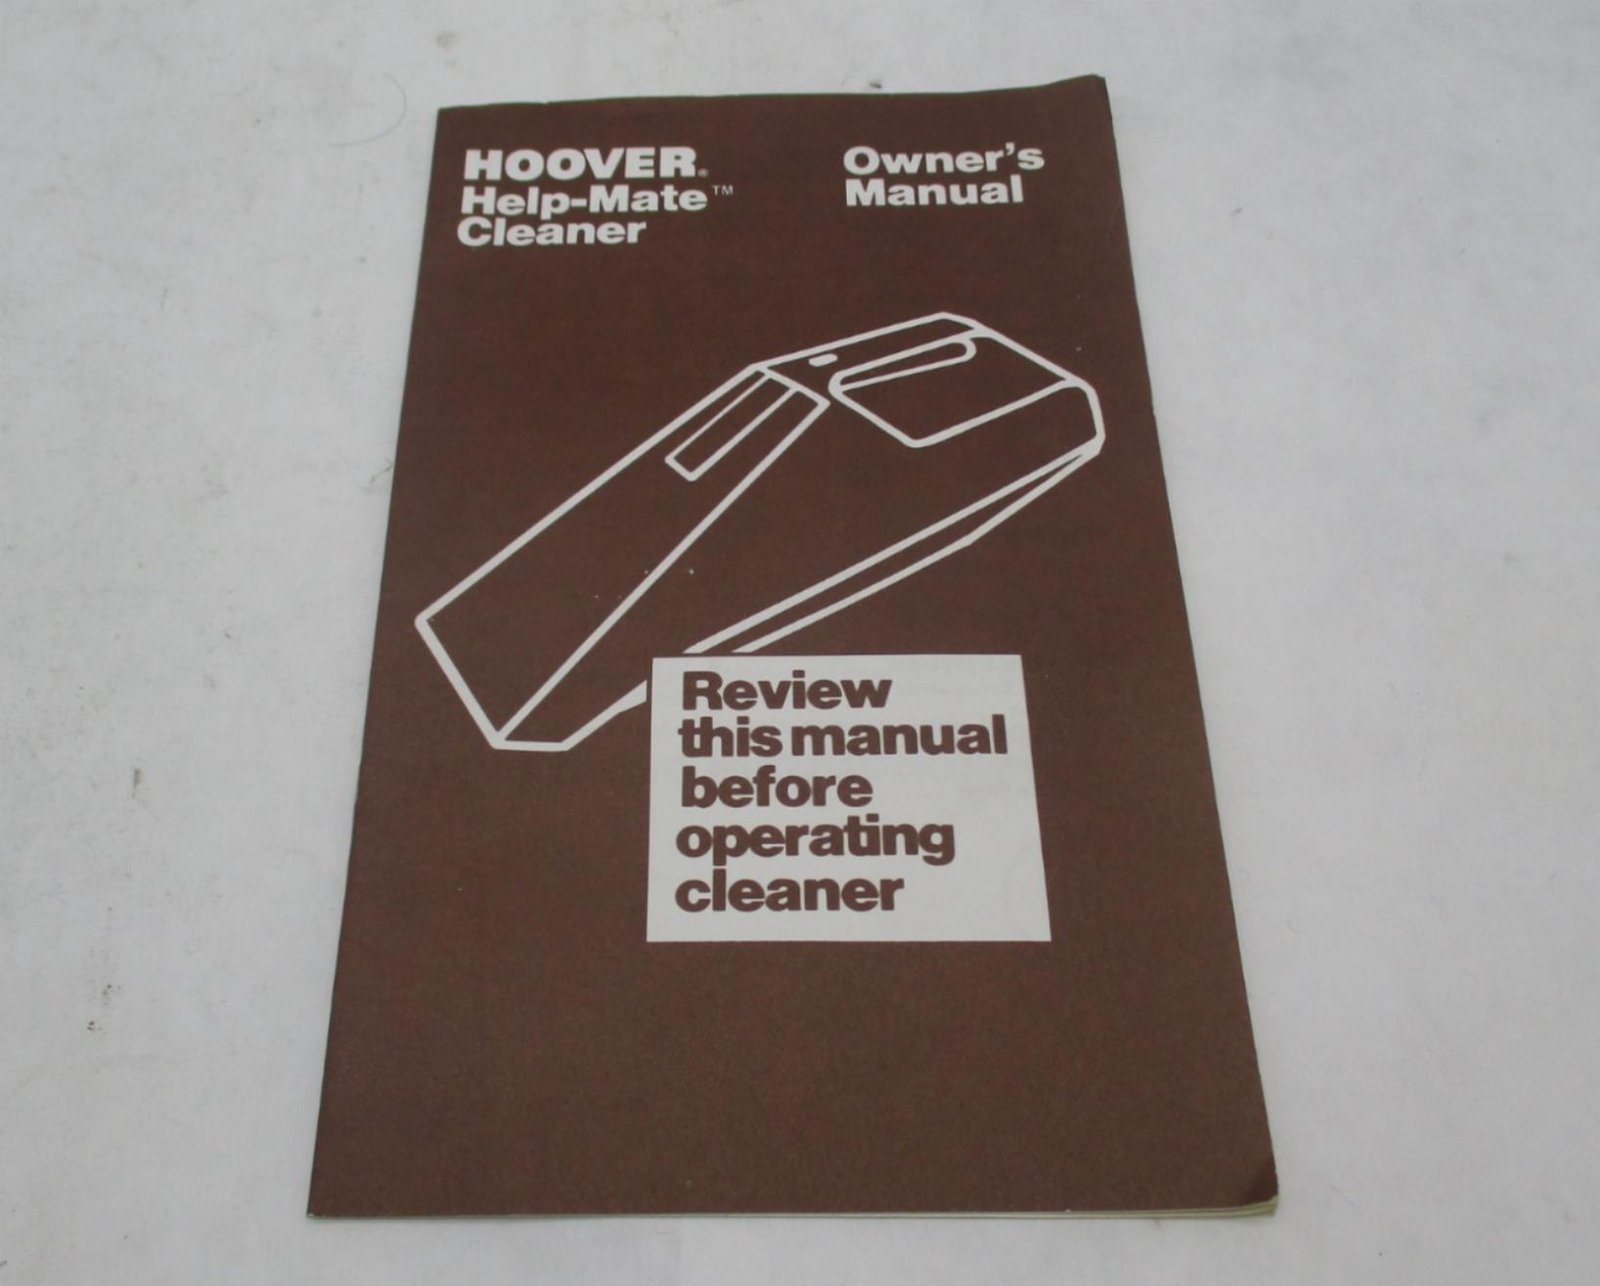 HOOVER®
Help-Mate™
Cleaner
Owner's
Manual
Review
this manual
before
operating
cleaner